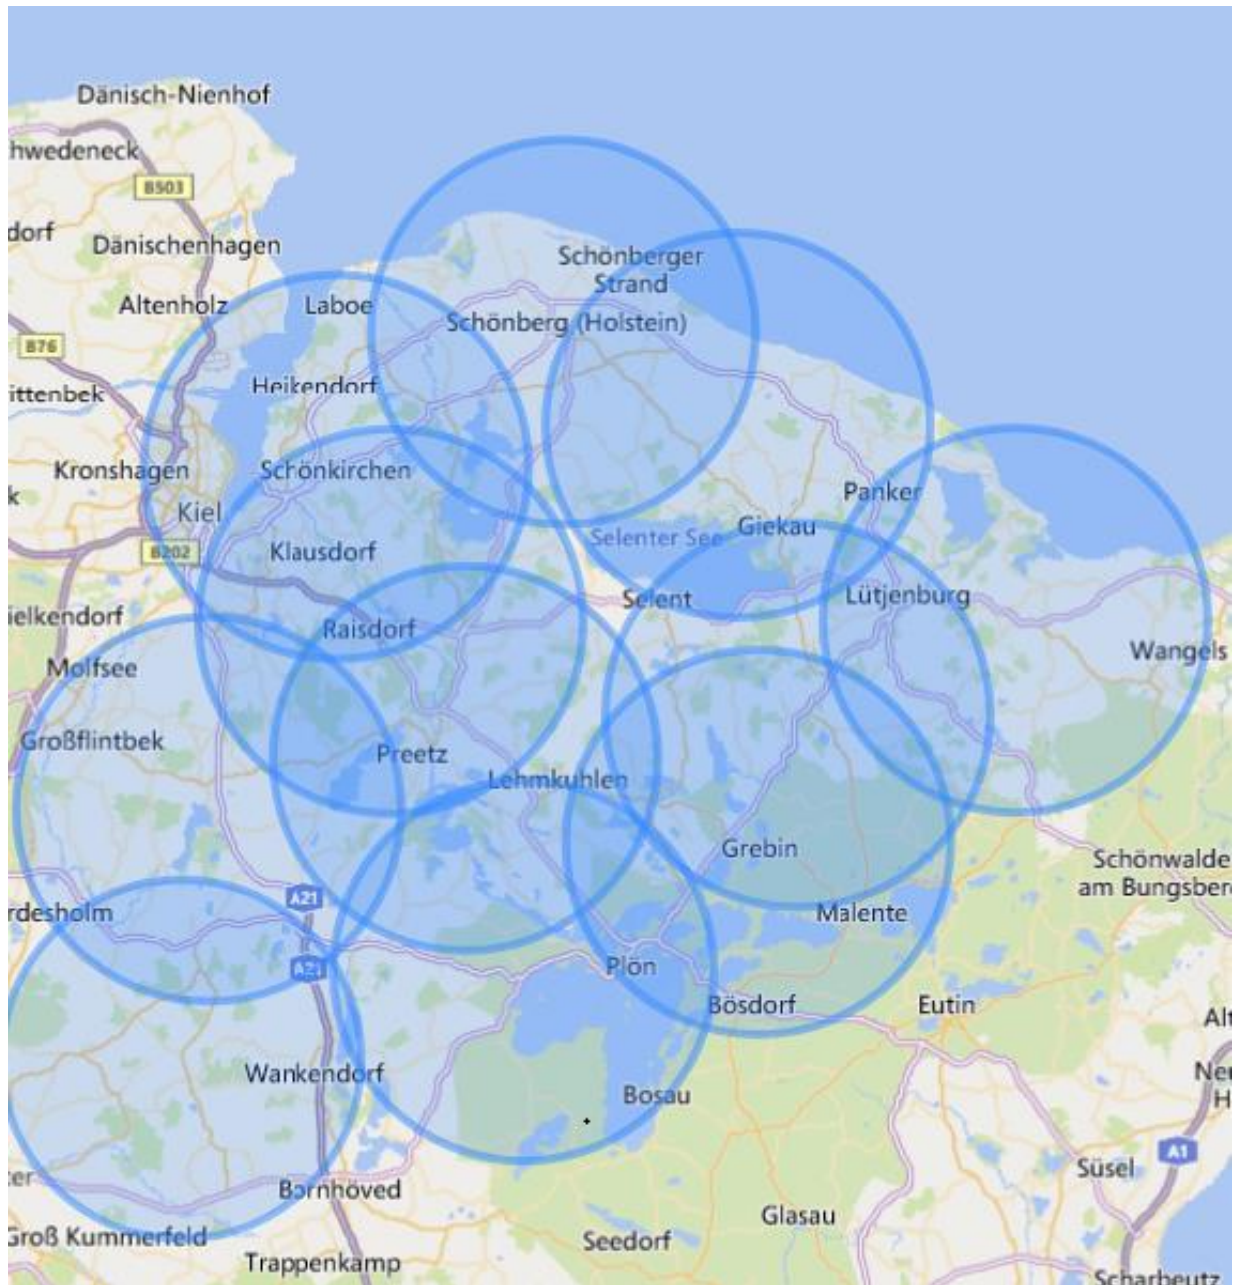 Dänisch-Nienhof
hwedeneck
B503
dorf
Dänischenhagen
Schönberger
Strand
Altenholz
Laboe
Schönberg (Holstein)
B76
ittenbek
Heikendorf
Kronshagen
Schönkirchen
k
Panker
Kiel
Giekau
Selenter See
B202
Klausdorf
Selent
Lütjenburg
ielkendorf
Raisdorf
Molfsee
Wangels
Großflintbek
Preetz
Lehmkuhlen
Grebin
Schönwalde
am Bungsber
A21
rdesholm
Malente
A21
Plön
Bösdorf
Eutin
Alt
Wankendorf
Neu
H
Bosau
A1
Süsel
er
Bornhöved
Glasau
Groß Kummerfeld
Seedorf
Trappenkamp
Scharbeutz